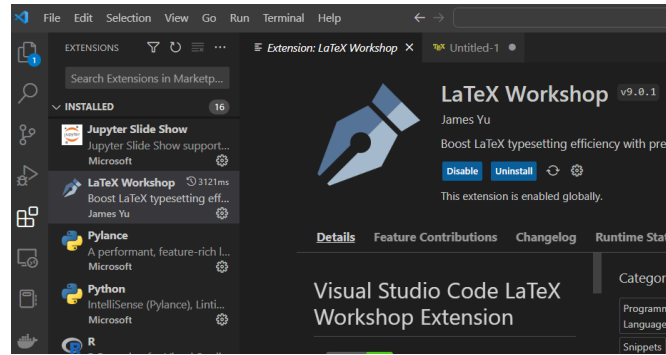 File Edit Selection View Go Run Terminal Help
EXTENSIONS
Extension: LaTeX Workshop
TEX Untitled-1
1
Search Extensions in Marketp...
INSTALLED 16
Jupyter Slide Show
Jupyter Slide Show support...
Microsoft
LaTeX Workshop 3121ms
Boost LaTeX typesetting eff...
James Yu
Pylance
A performant, feature-rich l...
Microsoft
Python
IntelliSense (Pylance), Linti...
Microsoft
R
LaTeX Workshop v9.0.1
James Yu
Boost LaTeX typesetting efficiency with pre
Disable Uninstall
This extension is enabled globally.
Details Feature Contributions Changelog Runtime Stat
Visual Studio Code LaTeX
Workshop Extension
Categor
Programm
Language
Snippets